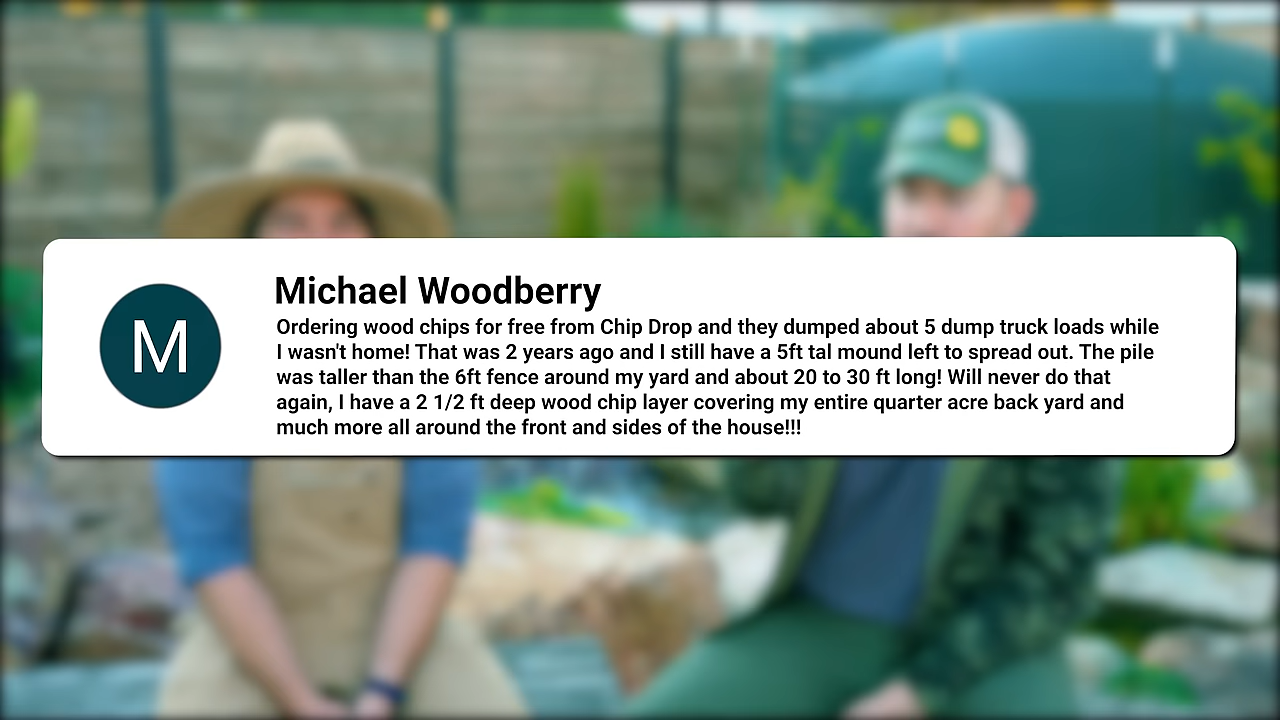 M
Michael Woodberry
Ordering wood chips for free from Chip Drop and they dumped about 5 dump truck loads while
I wasn't home! That was 2 years ago and I still have a 5ft tal mound left to spread out. The pile
was taller than the 6ft fence around my yard and about 20 to 30 ft long! Will never do that
again, I have a 2 1/2 ft deep wood chip layer covering my entire quarter acre back yard and
much more all around the front and sides of the house!!!